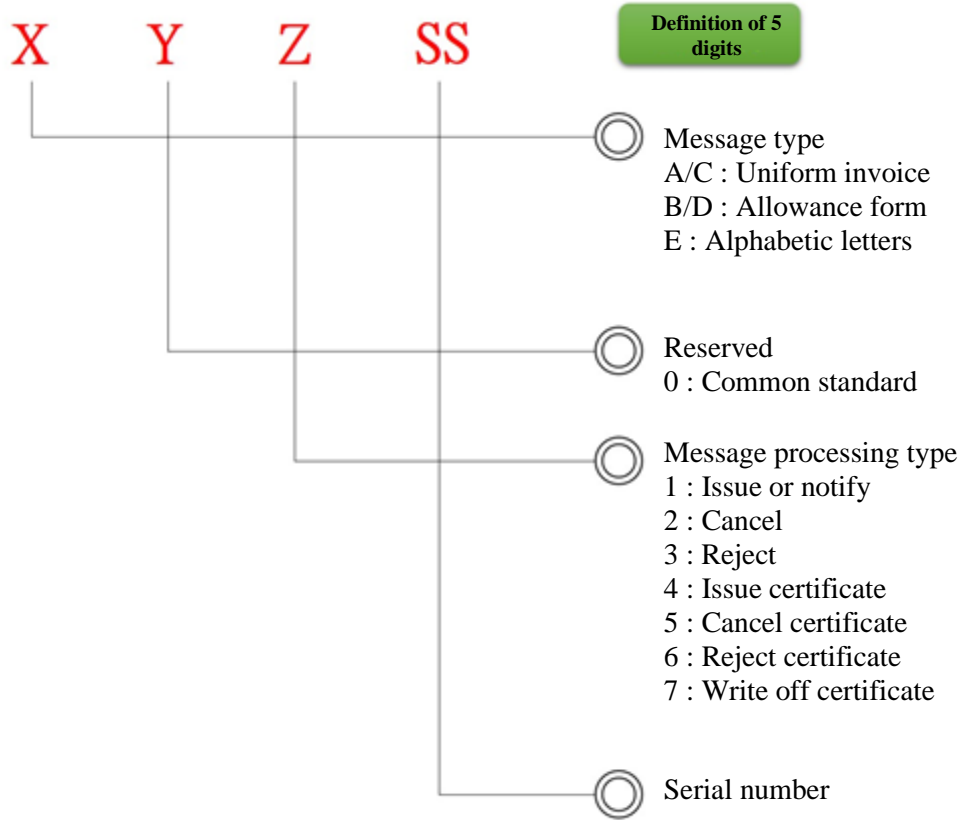 X Y Z SS
Definition of 5
digits
Message type
A/C : Uniform invoice
B/D : Allowance form
E : Alphabetic letters
Reserved
0 : Common standard
Message processing type
1 : Issue or notify
2 : Cancel
3 : Reject
4 : Issue certificate
5 : Cancel certificate
6 : Reject certificate
7 : Write off certificate
Serial number